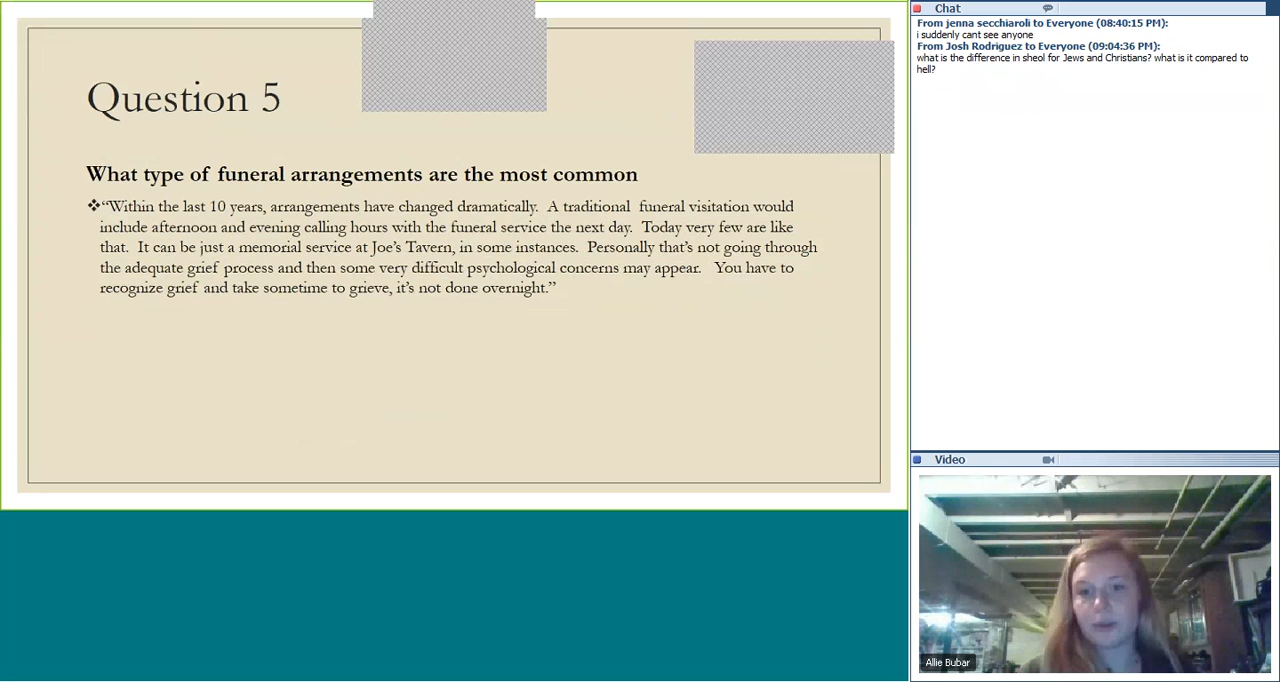 Question 5
What type of funeral arrangements are the most common
❖“Within the last 10 years, arrangements have changed dramatically. A traditional funeral visitation would
include afternoon and evening calling hours with the funeral service the next day. Today very few are like
that. It can be just a memorial service at Joe’s Tavern, in some instances. Personally that’s not going through
the adequate grief process and then some very difficult psychological concerns may appear. You have to
recognize grief and take sometime to grieve, it’s not done overnight.”
Chat
From jenna secchiaroli to Everyone (08:40:15 PM):
i suddenly cant see anyone
From Josh Rodriguez to Everyone (09:04:36 PM):
what is the difference in sheol for Jews and Christians? what is it compared to
hell?
Video
Allie Bubar